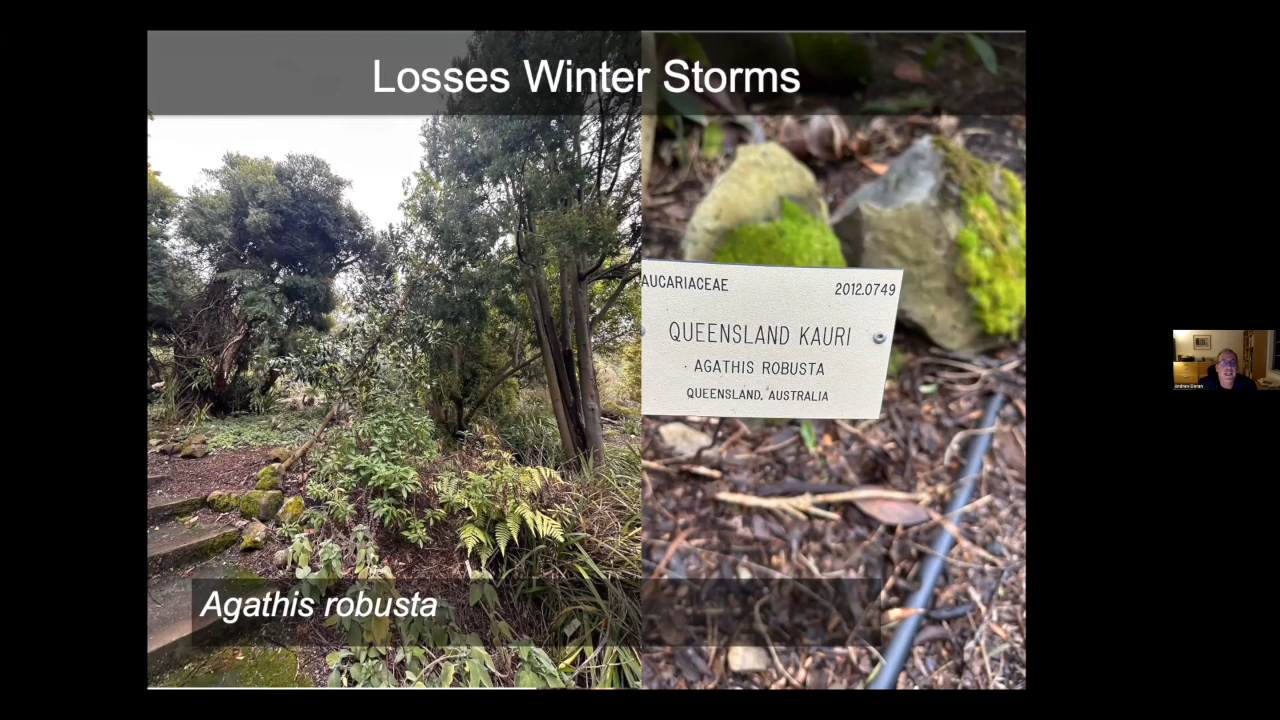 Losses Winter Storms
AUCARIACEAE 2012.0749
QUEENSLAND KAURI
AGATHIS ROBUSTA
QUEENSLAND, AUSTRALIA
Agathis robusta